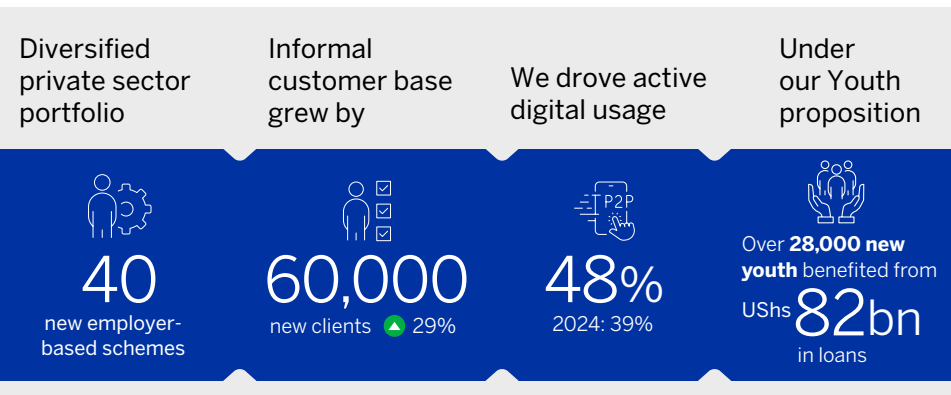 Diversified
private sector
portfolio
40
new employer-
based schemes
Informal
customer base
grew by
60,000
new clients 29%
We drove active
digital usage
P2P
48%
2024: 39%
Under
our Youth
proposition
Over 28,000 new
youth benefited from
UShs 82bn
in loans